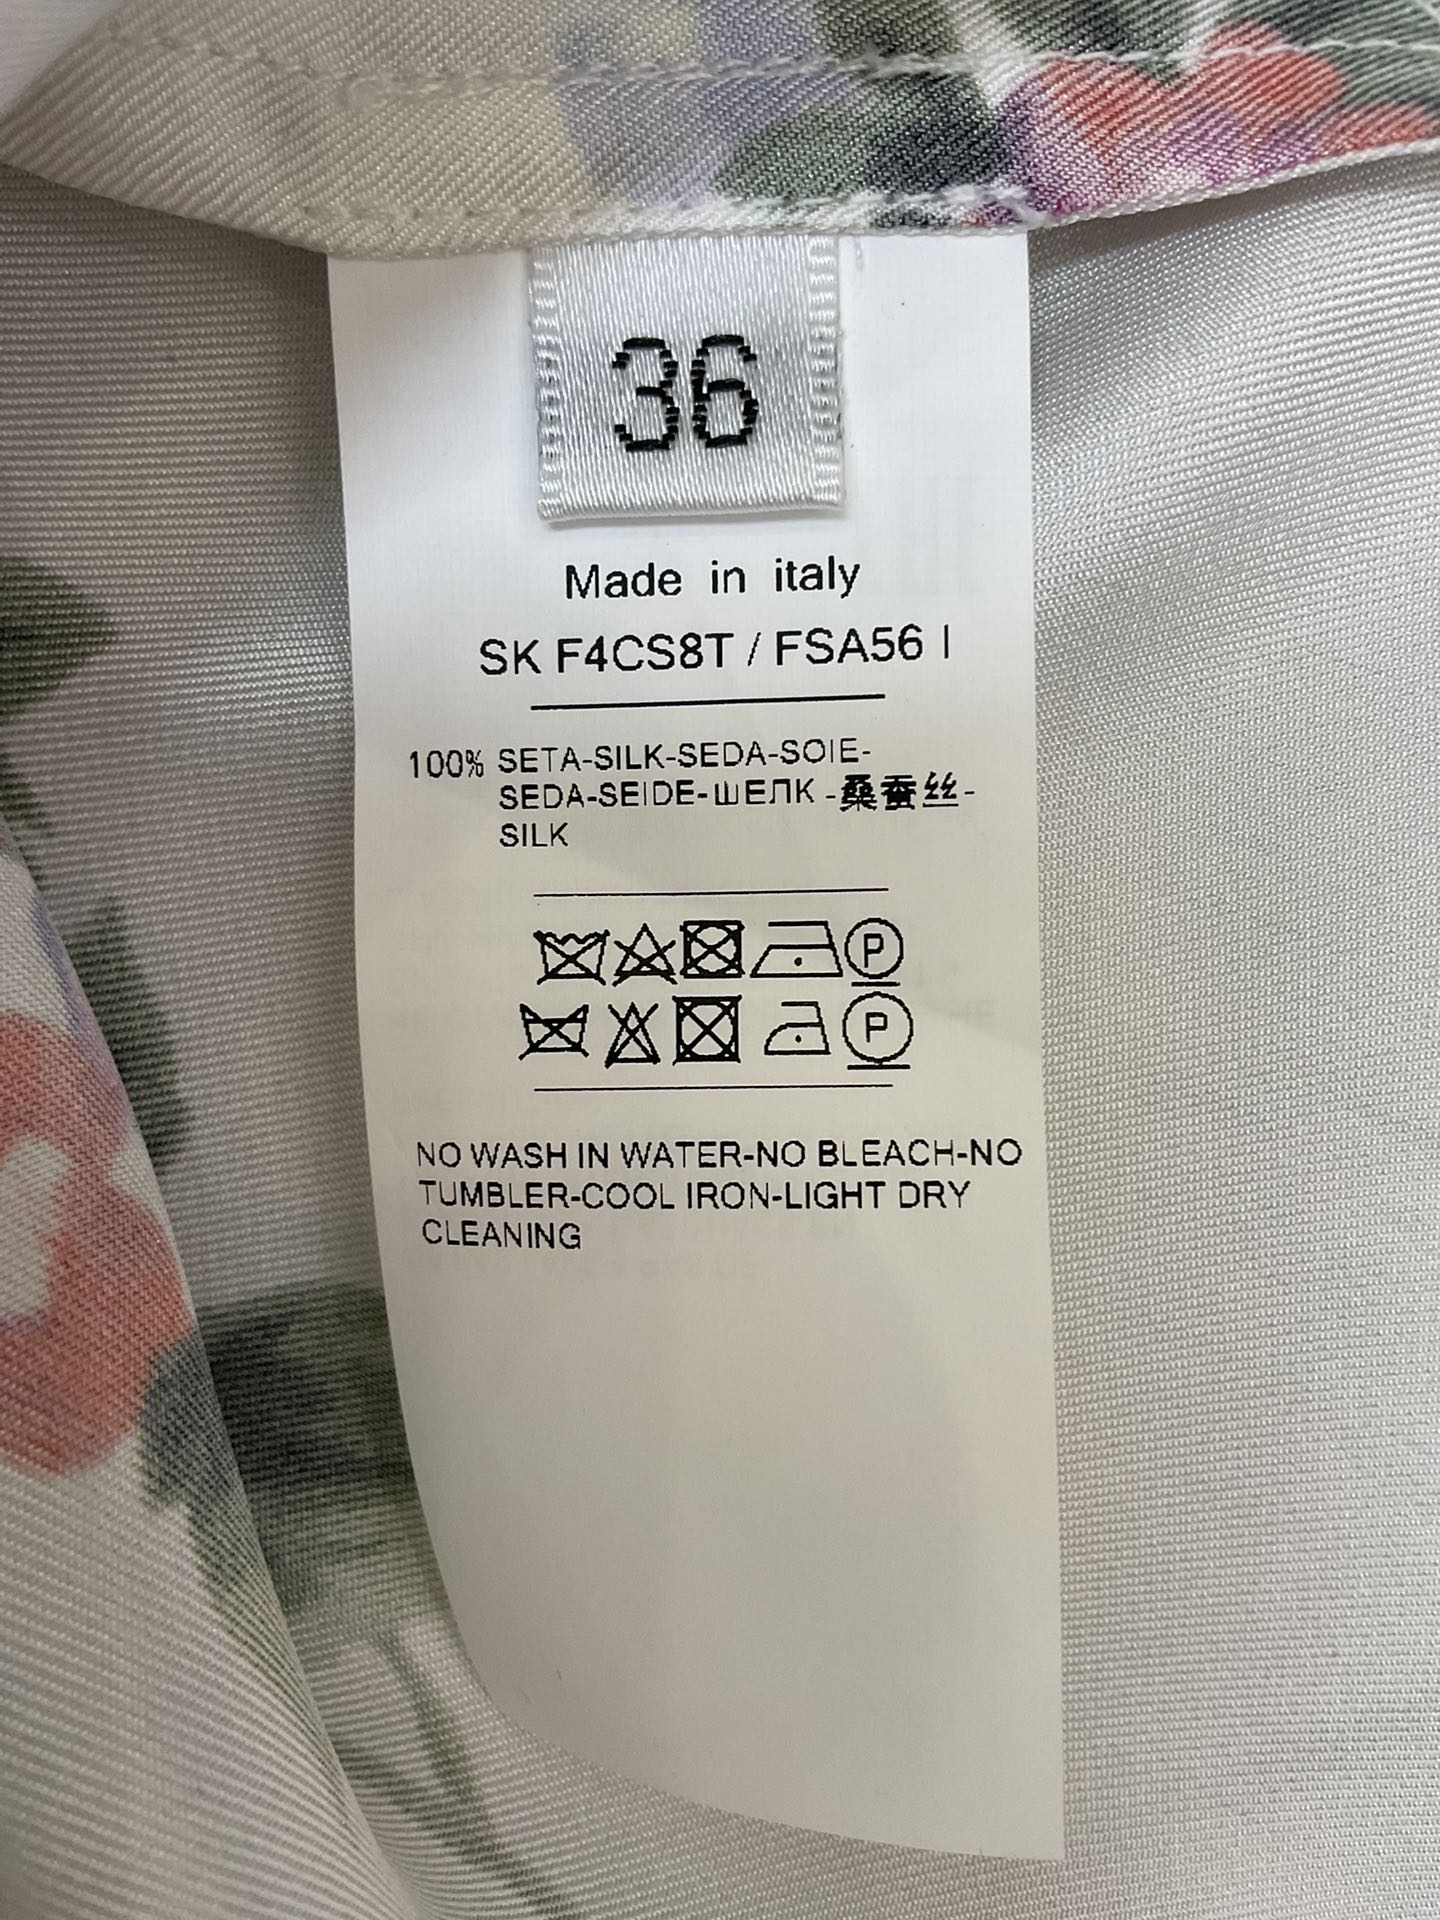 36
Made in italy
SK F4CS8T / FSA56 I
100% SETA-SILK-SEDA-SOIE-
SEDA-SEIDE-ШЕЛК -桑蚕丝-
SILK
P
P
NO WASH IN WATER-NO BLEACH-NO
TUMBLER-COOL IRON-LIGHT DRY
CLEANING